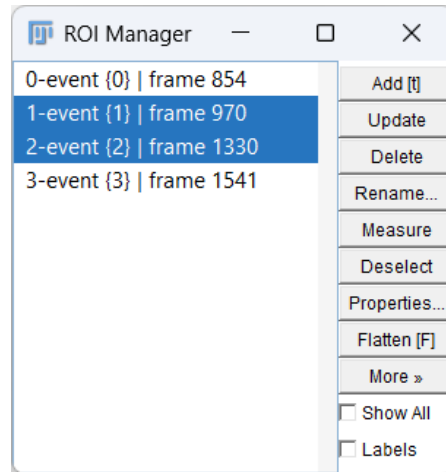 ROI Manager
0-event {0} | frame 854
1-event {1} | frame 970
2-event {2} | frame 1330
3-event {3} | frame 1541
Add [t]
Update
Delete
Rename...
Measure
Deselect
Properties...
Flatten [F]
More »
Show All
Labels